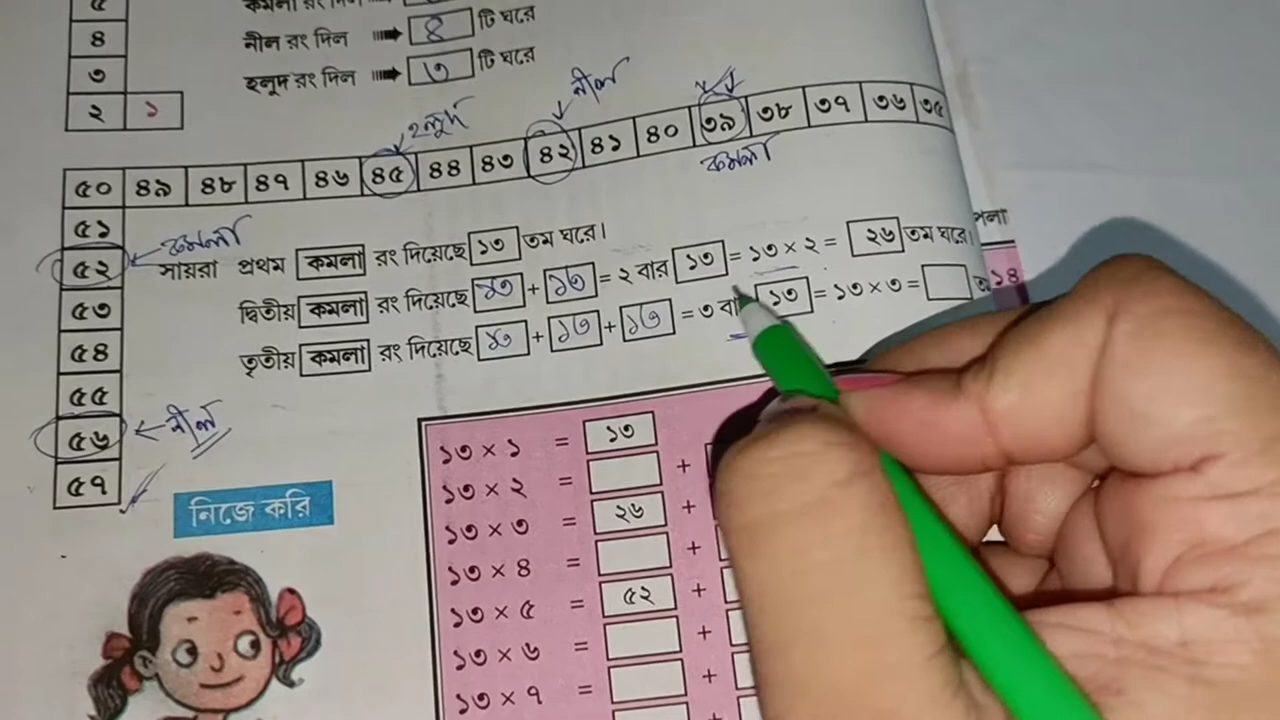 ৫
৪
৩
২ ১
নীল রং দিল ৪ টি ঘরে
হলুদ রং দিল ৩ টি ঘরে
হলুদ
নীল
কমলা
৫০ ৪৯ ৪৮ ৪৭ ৪৬ ৪৫ ৪৪ ৪৩ ৪২ ৪১ ৪০ ৩৯ ৩৮ ৩৭ ৩৬ ৩৫
৫১
৫২
৫৩
৫৪
৫৫
৫৬
৫৭
কমলা
নীল
সায়রা প্রথম কমলা রং দিয়েছে ১৩ তম ঘরে।
দ্বিতীয় কমলা রং দিয়েছে ১৩ + ১৩ = ২ বার ১৩ = ১৩ × ২ = ২৬ তম ঘরে।
তৃতীয় কমলা রং দিয়েছে ১৩ + ১৩ + ১৩ = ৩ ১৩ = ১৩ × ৩ =
১৪
নিজে করি
১৩ × ১ = ১৩
১৩ × ২ = +
১৩ × ৩ = ২৬ +
১৩ × ৪ = +
১৩ × ৫ = ৫২ +
১৩ × ৬ = +
১৩ × ৭ = +